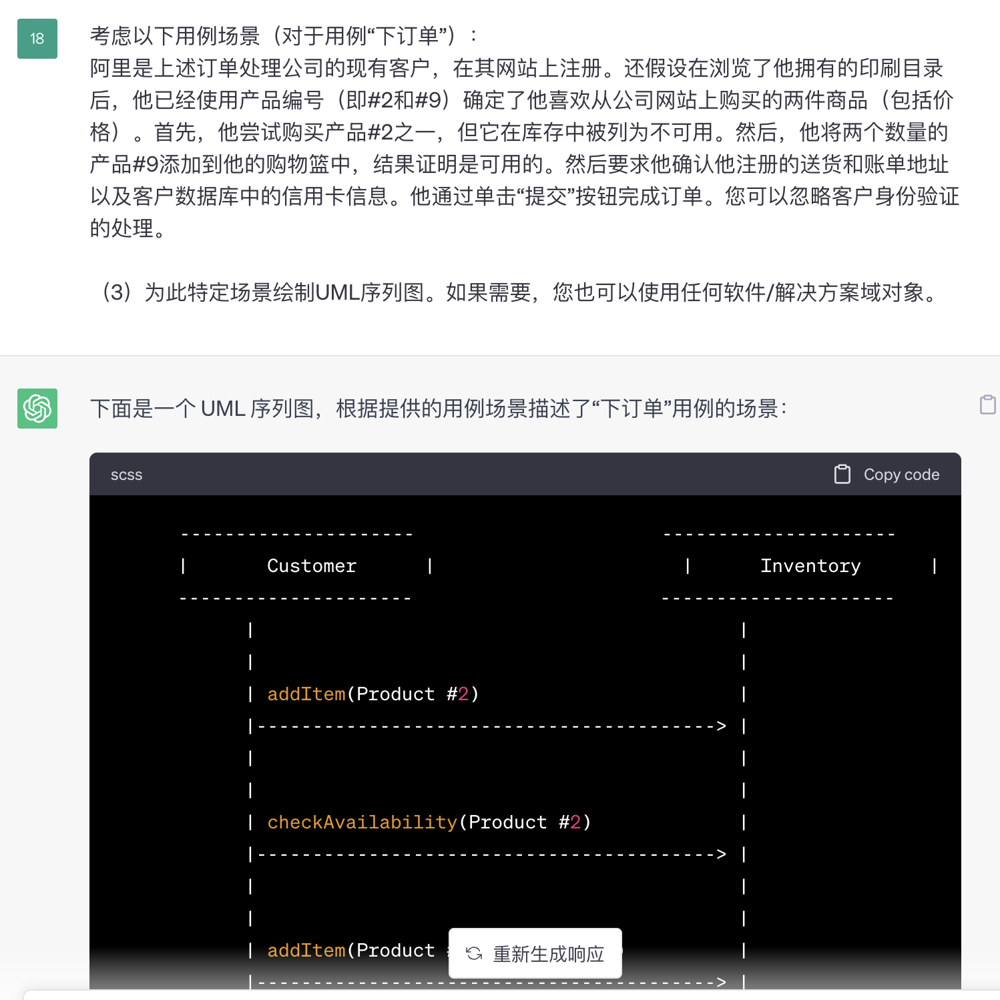 18
考虑以下用例场景（对于用例“下订单”）：
阿里是上述订单处理公司的现有客户，在其网站上注册。还假设在浏览了他拥有的印刷目录
后，他已经使用产品编号（即#2和#9）确定了他喜欢从公司网站上购买的两件商品（包括价
格）。首先，他尝试购买产品#2之一，但它在库存中被列为不可用。然后，他将两个数量的
产品#9添加到他的购物篮中，结果证明是可用的。然后要求他确认他注册的送货和账单地址
以及客户数据库中的信用卡信息。他通过单击“提交”按钮完成订单。您可以忽略客户身份验证
的处理。
（3）为此特定场景绘制UML序列图。如果需要，您也可以使用任何软件/解决方案域对象。
下面是一个 UML 序列图，根据提供的用例场景描述了“下订单”用例的场景：
scss Copy code
--------------------- ---------------------
| Customer | | Inventory |
--------------------- ---------------------
| |
| |
| addItem(Product #2) |
|-----------------------------------------> |
| |
| |
| checkAvailability(Product #2) |
|-----------------------------------------> |
| |
| |
| addItem(Product |
|-----------------------------------------> |
重新生成响应